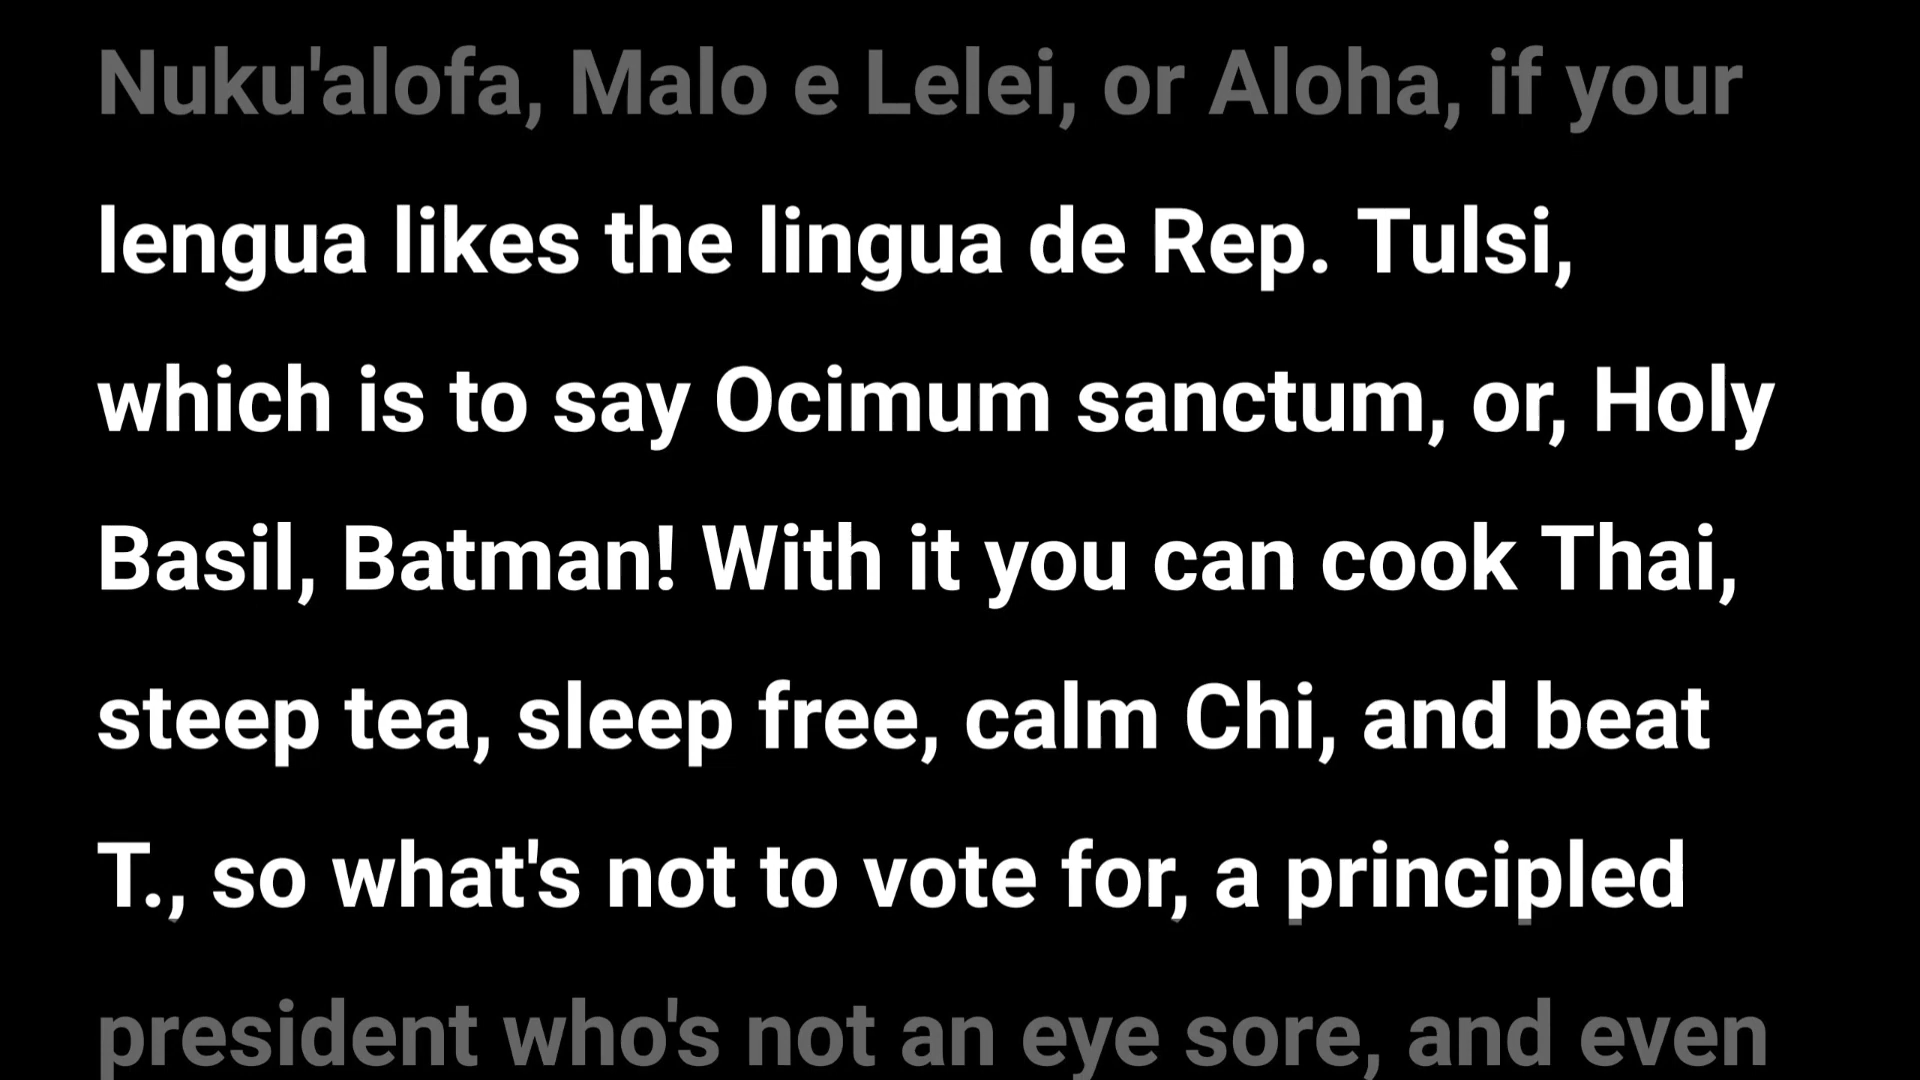 Nuku'alofa, Malo e Lelei, or Aloha, if your
lengua likes the lingua de Rep. Tulsi,
which is to say Ocimum sanctum, or, Holy
Basil, Batman! With it you can cook Thai,
steep tea, sleep free, calm Chi, and beat
T., so what's not to vote for, a principled
president who's not an eye sore, and even